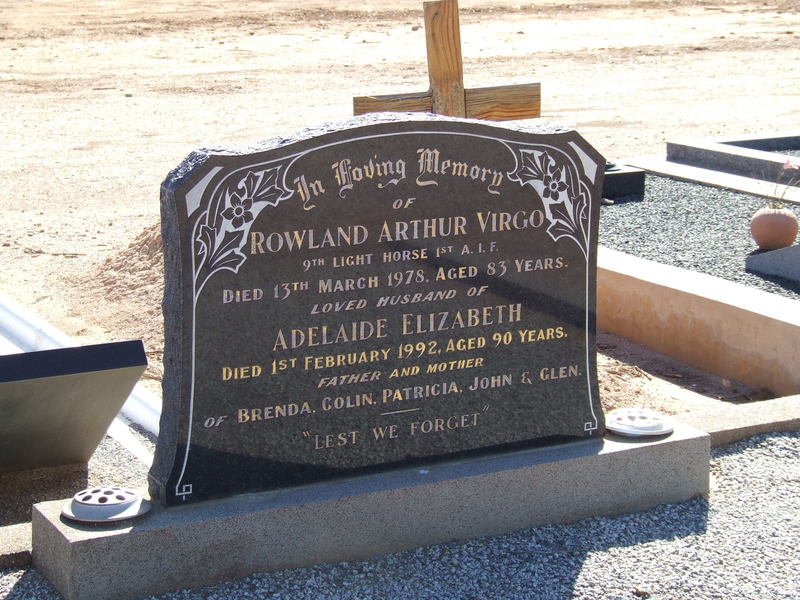 In Loving Memory
OF
ROWLAND ARTHUR VIRGO
9TH LIGHT HORSE 1ST A.I.F.
DIED 13TH MARCH 1978, AGED 83 YEARS.
LOVED HUSBAND OF
ADELAIDE ELIZABETH
DIED 1ST FEBRUARY 1992, AGED 90 YEARS.
FATHER AND MOTHER
OF BRENDA, COLIN, PATRICIA, JOHN & GLEN.
"LEST WE FORGET"